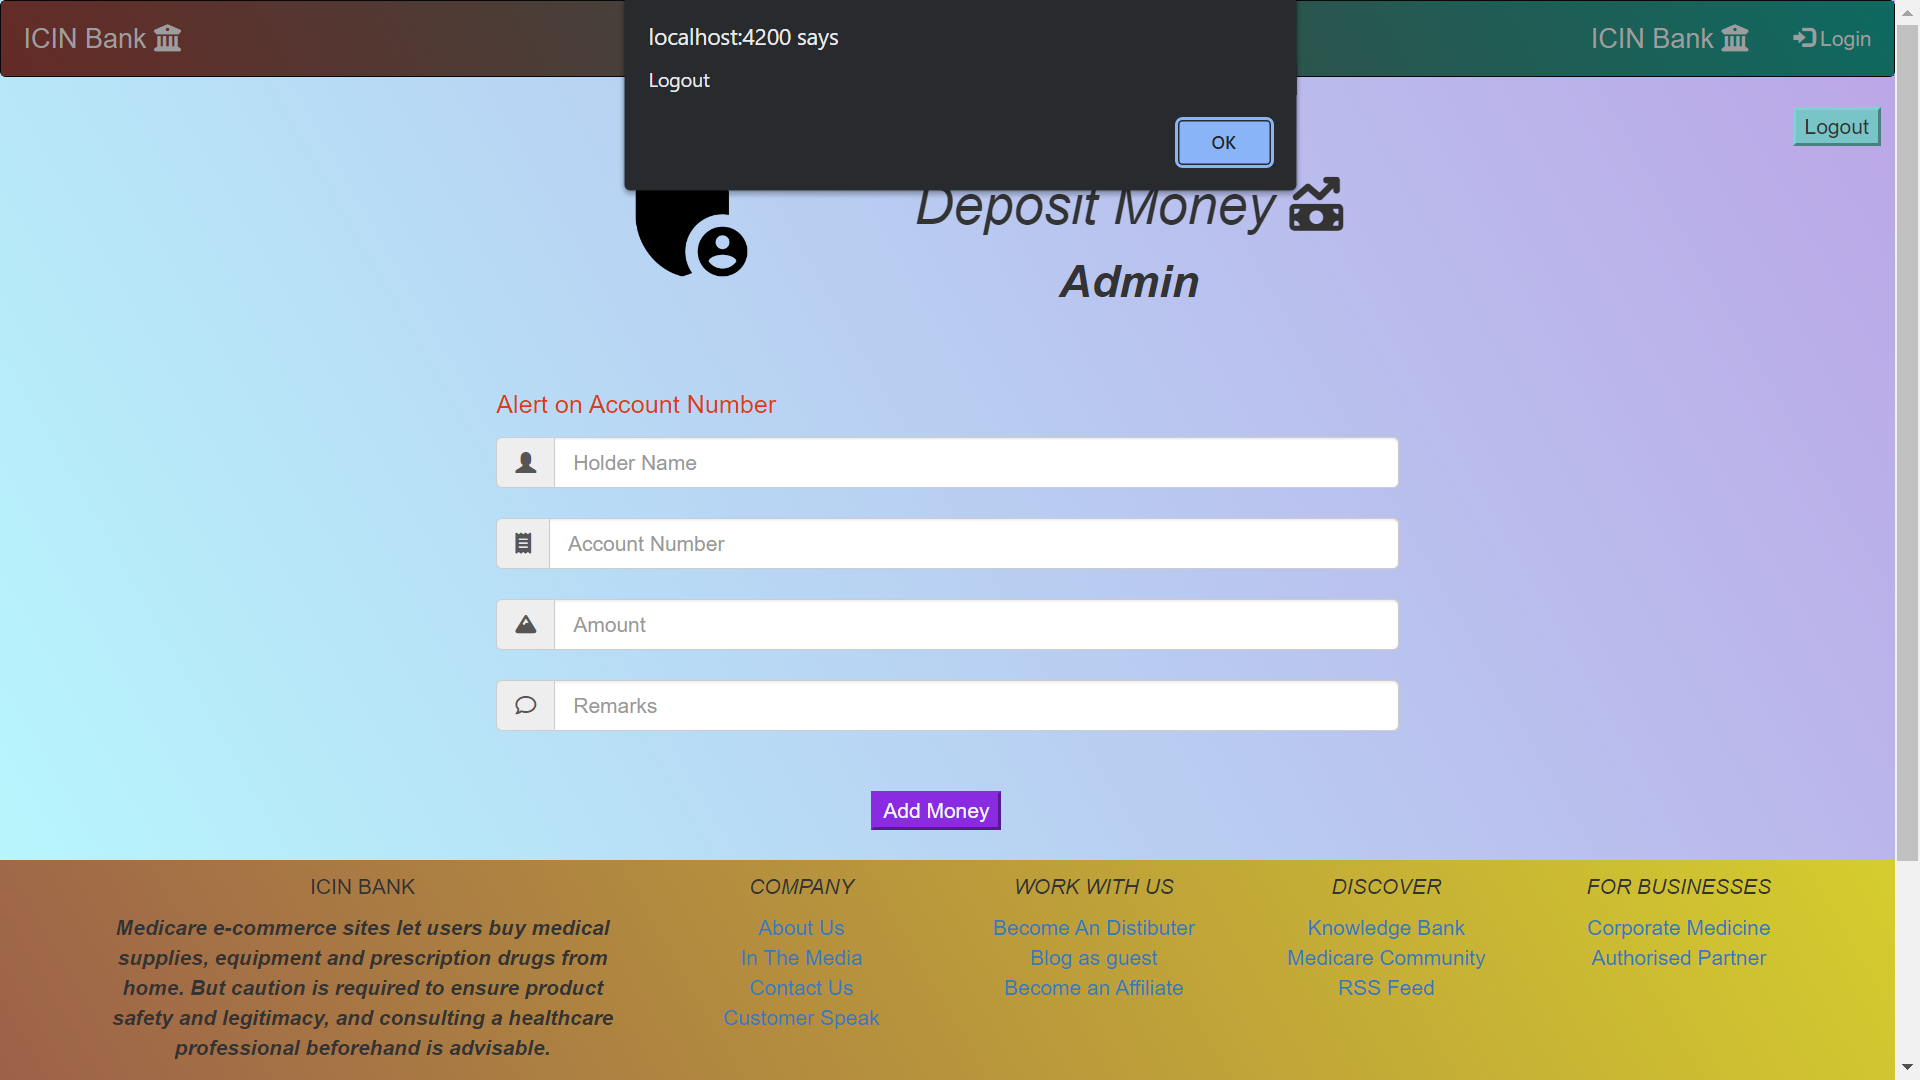 ICIN Bank
localhost:4200 says
Logout
OK
ICIN Bank
Login
Logout
Deposit Money
Admin
Alert on Account Number
Holder Name
Account Number
Amount
Remarks
Add Money
ICIN BANK
Medicare e-commerce sites let users buy medical
supplies, equipment and prescription drugs from
home. But caution is required to ensure product
safety and legitimacy, and consulting a healthcare
professional beforehand is advisable.
COMPANY
About Us
In The Media
Contact Us
Customer Speak
WORK WITH US
Become An Distibuter
Blog as guest
Become an Affiliate
DISCOVER
Knowledge Bank
Medicare Community
RSS Feed
FOR BUSINESSES
Corporate Medicine
Authorised Partner